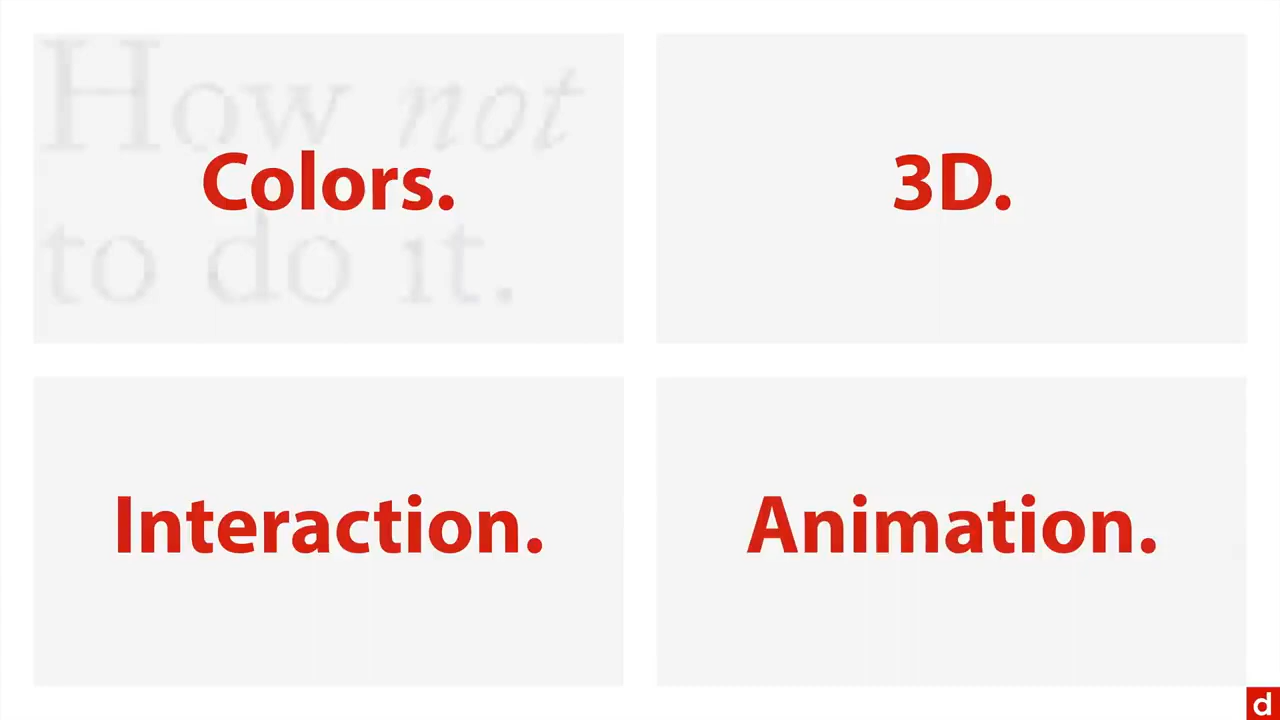 How not
Colors.
to do it.
3D.
Interaction.
Animation.
d